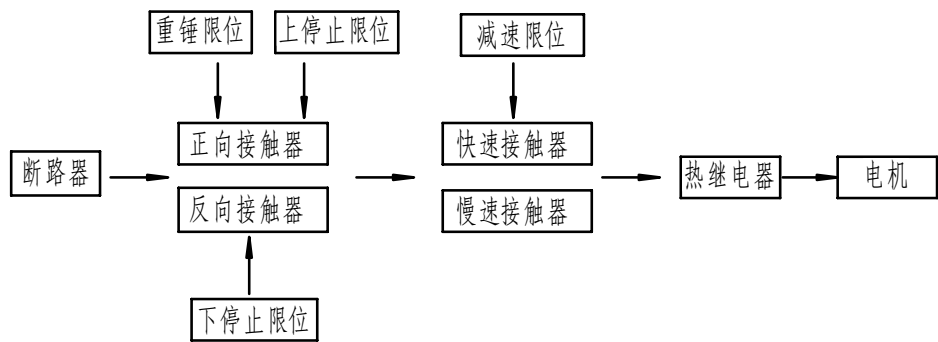 重锤限位
上停止限位
减速限位
正向接触器
快速接触器
断路器
热继电器
电机
反向接触器
慢速接触器
下停止限位